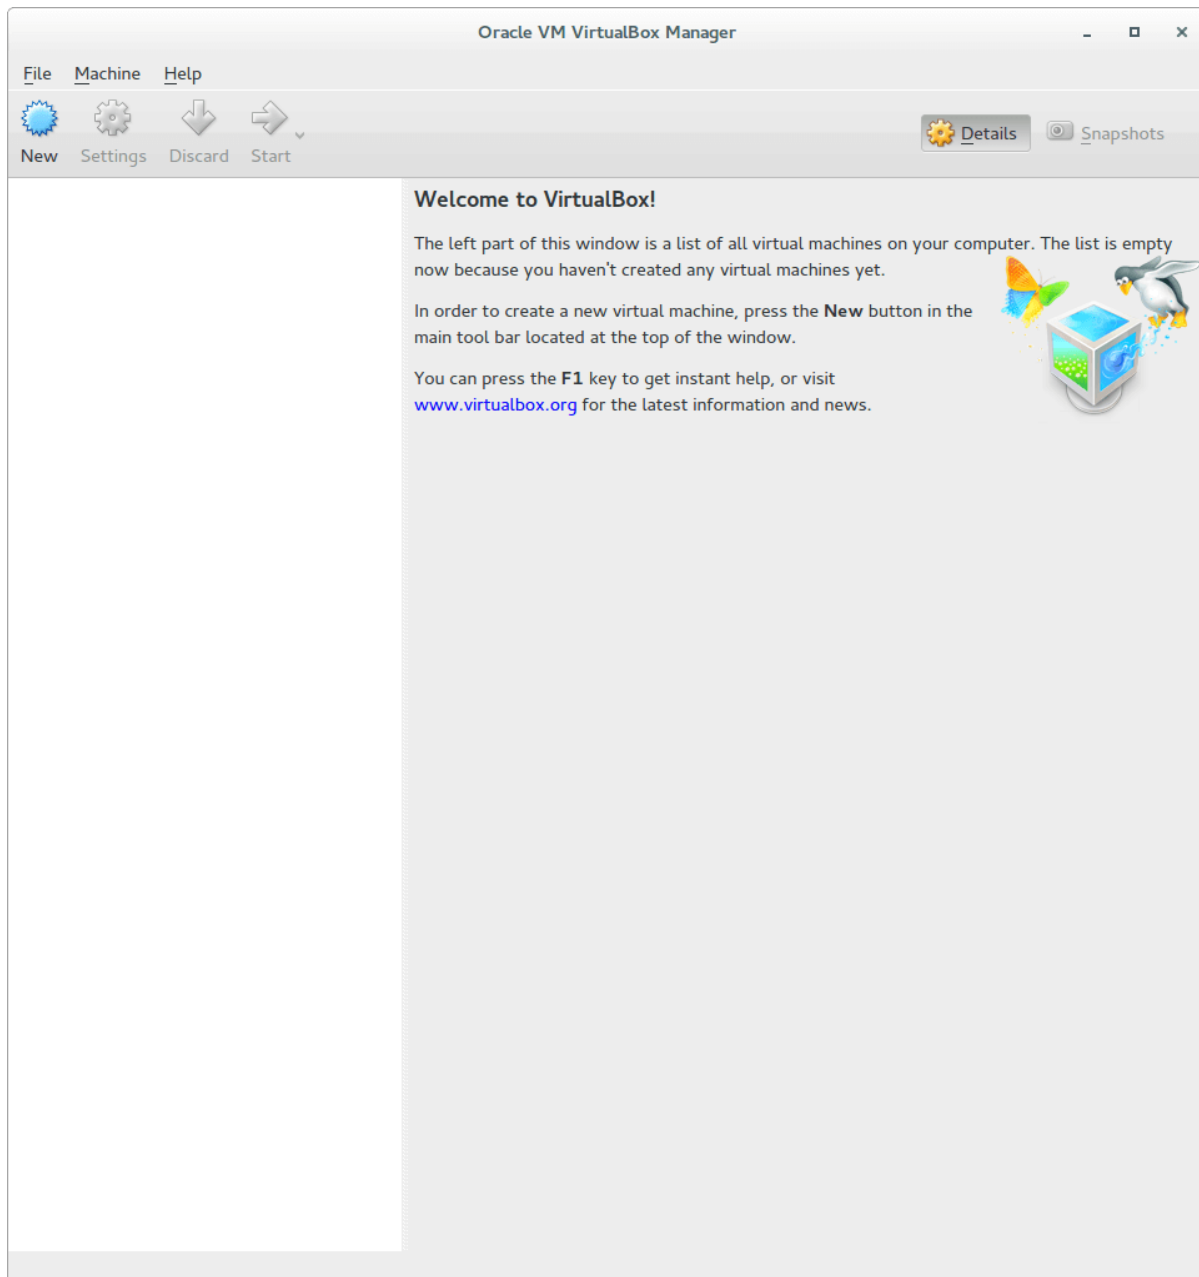 Oracle VM VirtualBox Manager
File Machine Help
New Settings Discard Start
Details Snapshots
Welcome to VirtualBox!
The left part of this window is a list of all virtual machines on your computer. The list is empty
now because you haven't created any virtual machines yet.
In order to create a new virtual machine, press the New button in the
main tool bar located at the top of the window.
You can press the F1 key to get instant help, or visit
www.virtualbox.org for the latest information and news.